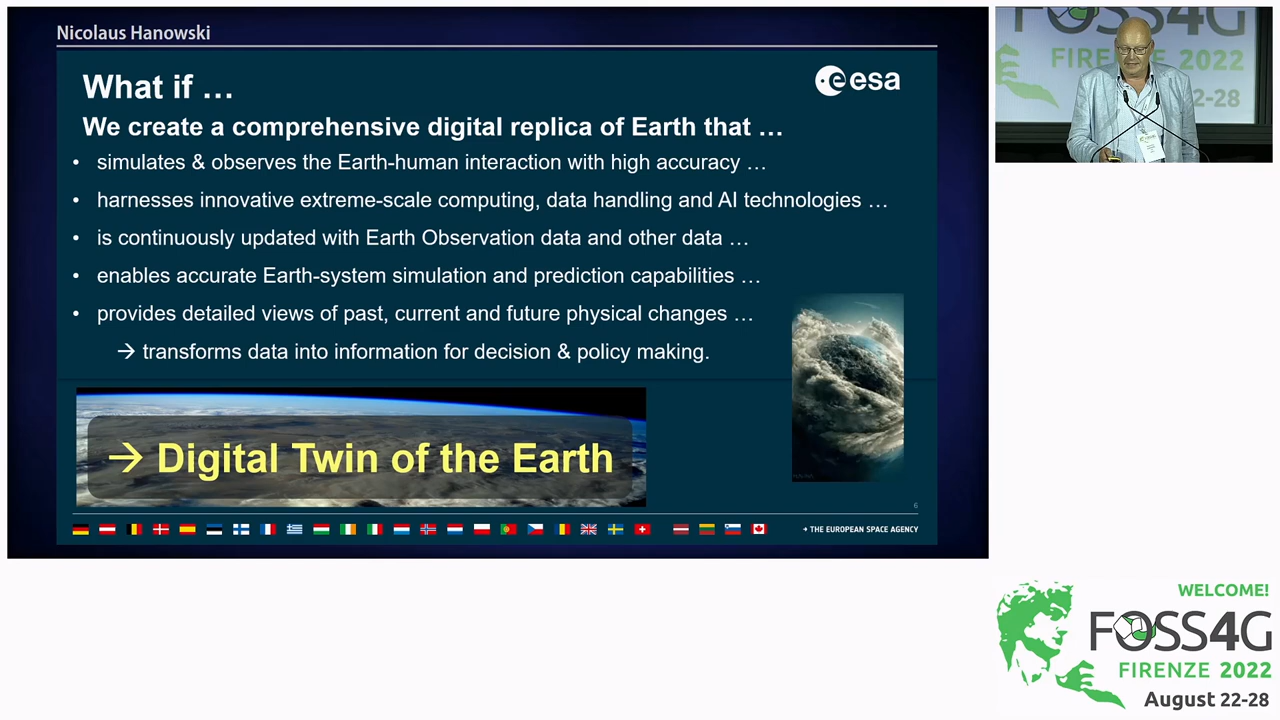 Nicolaus Hanowski
What if …
esa
We create a comprehensive digital replica of Earth that …
• simulates & observes the Earth-human interaction with high accuracy …
• harnesses innovative extreme-scale computing, data handling and AI technologies …
• is continuously updated with Earth Observation data and other data …
• enables accurate Earth-system simulation and prediction capabilities …
• provides detailed views of past, current and future physical changes …
→ transforms data into information for decision & policy making.
→ Digital Twin of the Earth
6
→ THE EUROPEAN SPACE AGENCY
FOSS4G
FIRENZE 2022
22-28
WELCOME!
FOSS4G
FIRENZE 2022
August 22-28